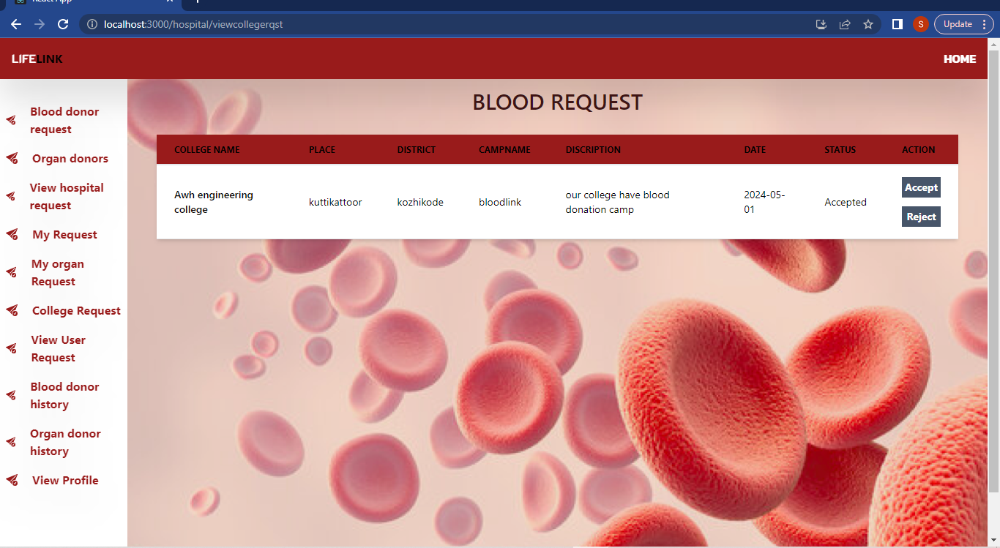 React App
localhost:3000/hospital/viewcollegerqst
S
Update
LIFELINK
HOME
Blood donor
request
Organ donors
View hospital
request
My Request
My organ
Request
College Request
View User
Request
Blood donor
history
Organ donor
history
View Profile
BLOOD REQUEST
COLLEGE NAME PLACE DISTRICT CAMPNAME DISCRIPTION DATE STATUS ACTION
Awh engineering
college
kuttikattoor
kozhikode
bloodlink
our college have blood
donation camp
2024-05-
01
Accepted
Accept
Reject